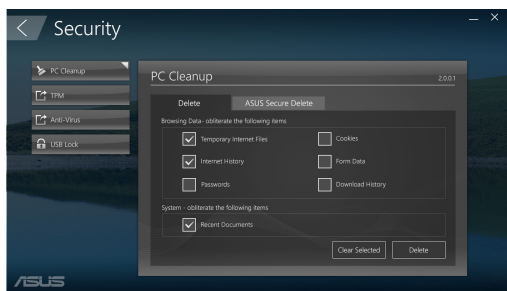 Security
PC Cleanup
TPM
Anti-Virus
USB Lock
PC Cleanup 2.0.0.1
Delete ASUS Secure Delete
Browsing Data- obliterate the following items
Temporary Internet Files Cookies
Internet History Form Data
Passwords Download History
System - obliterate the following items
Recent Documents
Clear Selected Delete
ASUS